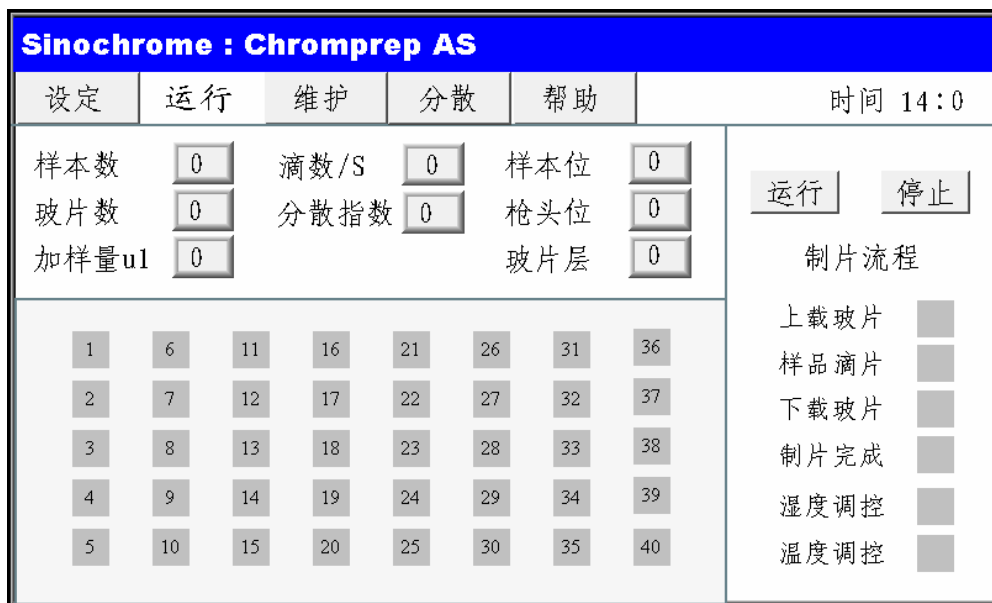 Sinochrome : Chromprep AS
设定 运行 维护 分散 帮助 时间 14:0
样本数 0 滴数/S 0 样本位 0
玻片数 0 分散指数 0 枪头位 0
加样量ul 0 玻片层 0
运行 停止
制片流程
上载玻片
样品滴片
下载玻片
制片完成
湿度调控
温度调控
1 6 11 16 21 26 31 36
2 7 12 17 22 27 32 37
3 8 13 18 23 28 33 38
4 9 14 19 24 29 34 39
5 10 15 20 25 30 35 40